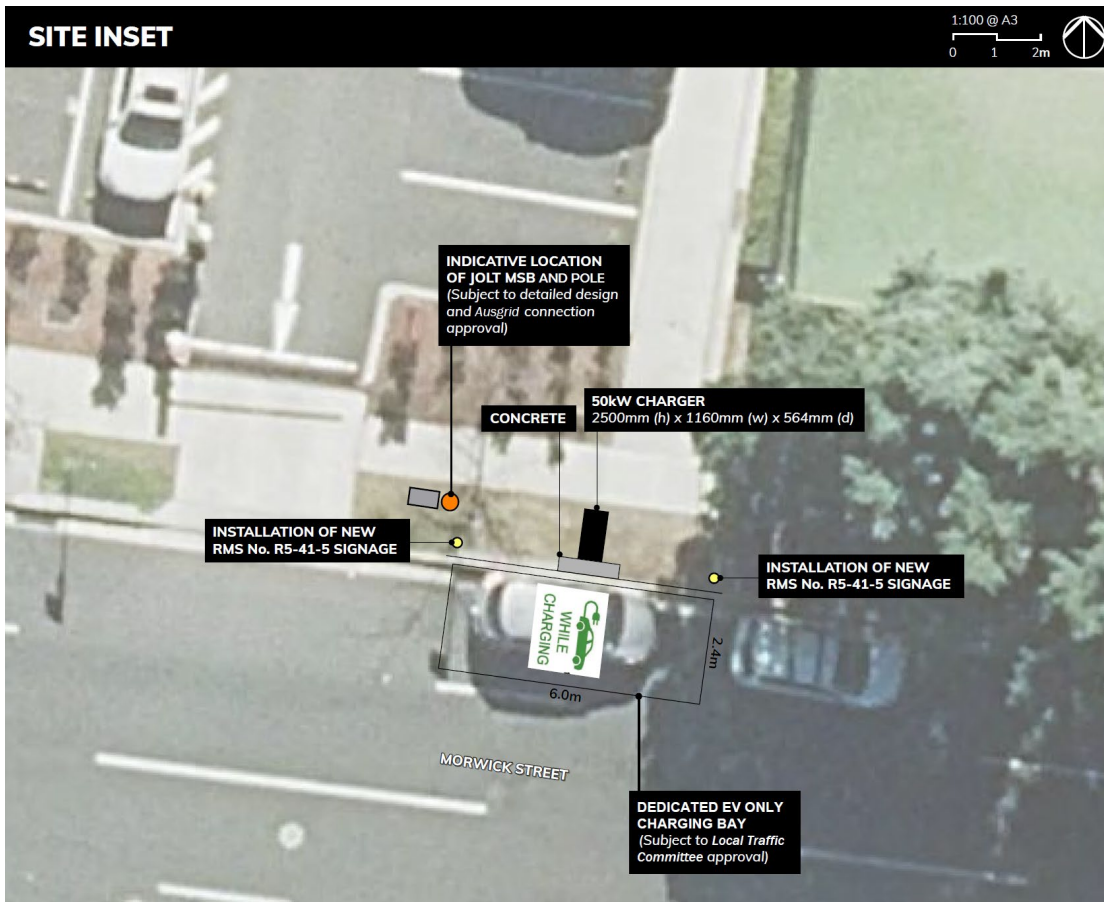 SITE INSET
1:100 @ A3
0 1 2m
INDICATIVE LOCATION
OF JOLT MSB AND POLE
(Subject to detailed design
and Ausgrid connection
approval)
CONCRETE
50kW CHARGER
2500mm (h) x 1160mm (w) x 564mm (d)
INSTALLATION OF NEW
RMS No. R5-41-5 SIGNAGE
INSTALLATION OF NEW
RMS No. R5-41-5 SIGNAGE
WHILE
CHARGING
2.4m
6.0m
MORWICK STREET
DEDICATED EV ONLY
CHARGING BAY
(Subject to Local Traffic
Committee approval)